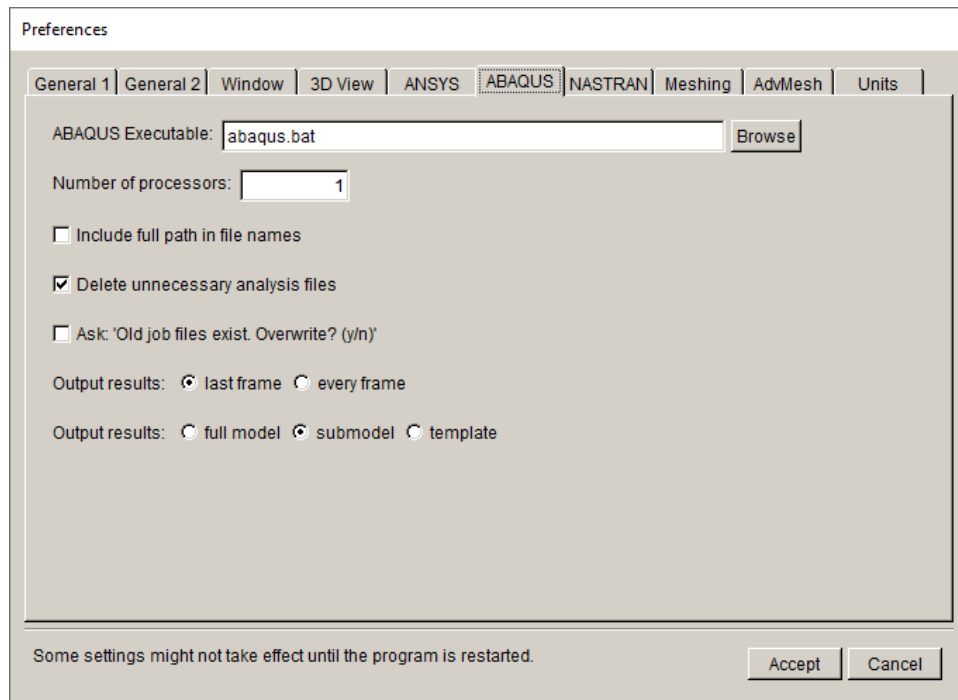 Preferences
General 1 General 2 Window 3D View ANSYS ABAQUS NASTRAN Meshing AdvMesh Units
ABAQUS Executable: abaqus.bat Browse
Number of processors: 1
Include full path in file names
Delete unnecessary analysis files
Ask: 'Old job files exist. Overwrite? (y/n)'
Output results: last frame every frame
Output results: full model submodel template
Some settings might not take effect until the program is restarted.
Accept Cancel